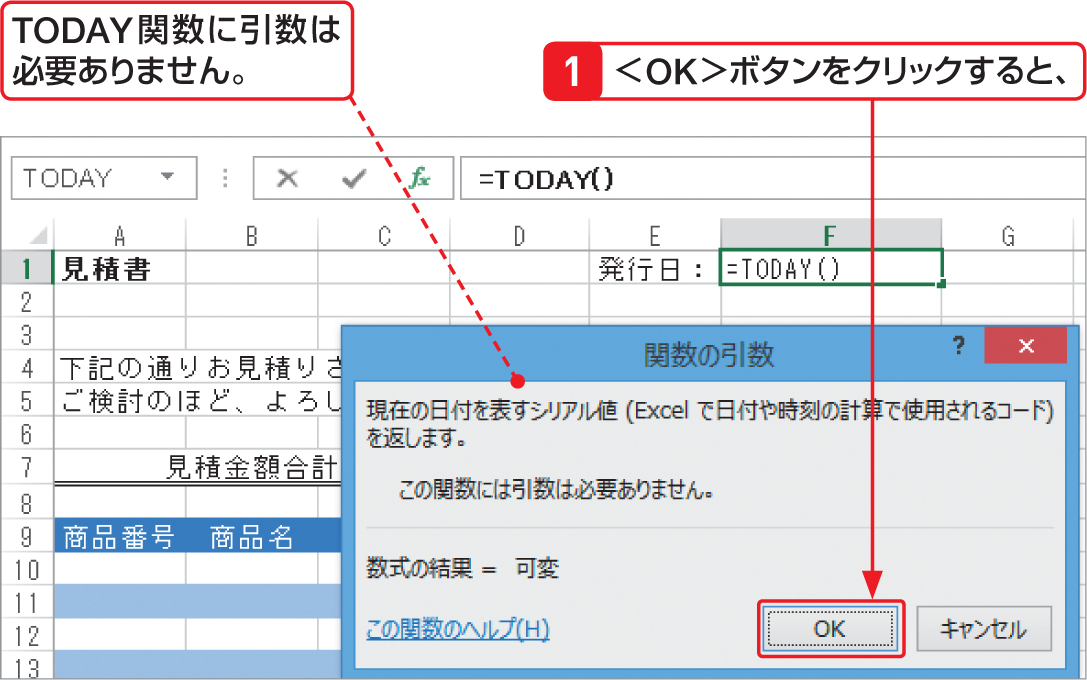 TODAY関数に引数は
必要ありません。
1 <OK>ボタンをクリックすると、
TODAY =TODAY()
A B C D E F G
1 見積書 発行日： =TODAY()
2
3
4 下記の通りお見積りさ
5 ご検討のほど、よろし
6
7 見積金額合計
8
9 商品番号 商品名
10
11
12
13
関数の引数 ?
現在の日付を表すシリアル値 (Excel で日付や時刻の計算で使用されるコード)
を返します。
この関数には引数は必要ありません。
数式の結果 = 可変
この関数のヘルプ(H) OK キャンセル